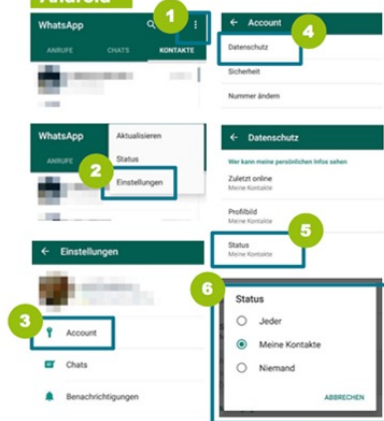 Android
WhatsApp
1
ANRUFE CHATS KONTAKTE
WhatsApp
ANRUFE
Aktualisieren
Status
2
Einstellungen
Einstellungen
3
Account
Chats
Benachrichtigungen
Account
4
Datenschutz
Sicherheit
Nummer ändern
Datenschutz
Wer kann meine persönlichen Infos sehen
Zuletzt online
Meine Kontakte
Profilbild
Meine Kontakte
5
Status
Meine Kontakte
6
Status
Jeder
Meine Kontakte
Niemand
ABBRECHEN